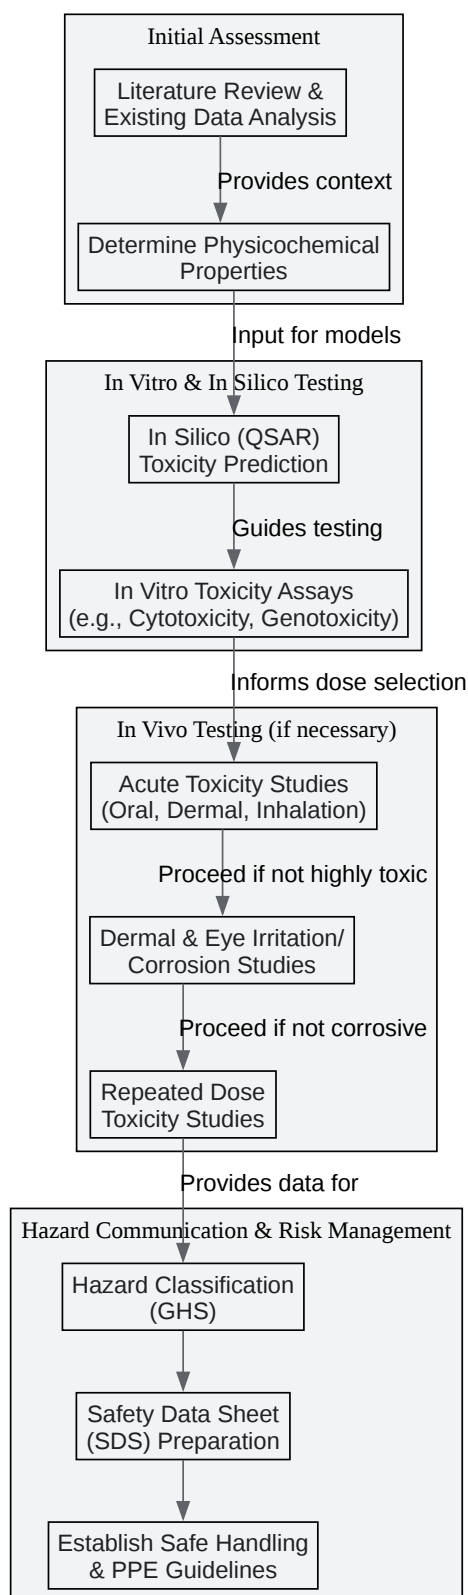 Initial Assessment
Literature Review &
Existing Data Analysis
Provides context
Determine Physicochemical
Properties
Input for models
In Vitro & In Silico Testing
In Silico (QSAR)
Toxicity Prediction
Guides testing
In Vitro Toxicity Assays
(e.g., Cytotoxicity, Genotoxicity)
Informs dose selection
In Vivo Testing (if necessary)
Acute Toxicity Studies
(Oral, Dermal, Inhalation)
Proceed if not highly toxic
Dermal & Eye Irritation/
Corrosion Studies
Proceed if not corrosive
Repeated Dose
Toxicity Studies
Provides data for
Hazard Communication & Risk Management
Hazard Classification
(GHS)
Safety Data Sheet
(SDS) Preparation
Establish Safe Handling
& PPE Guidelines